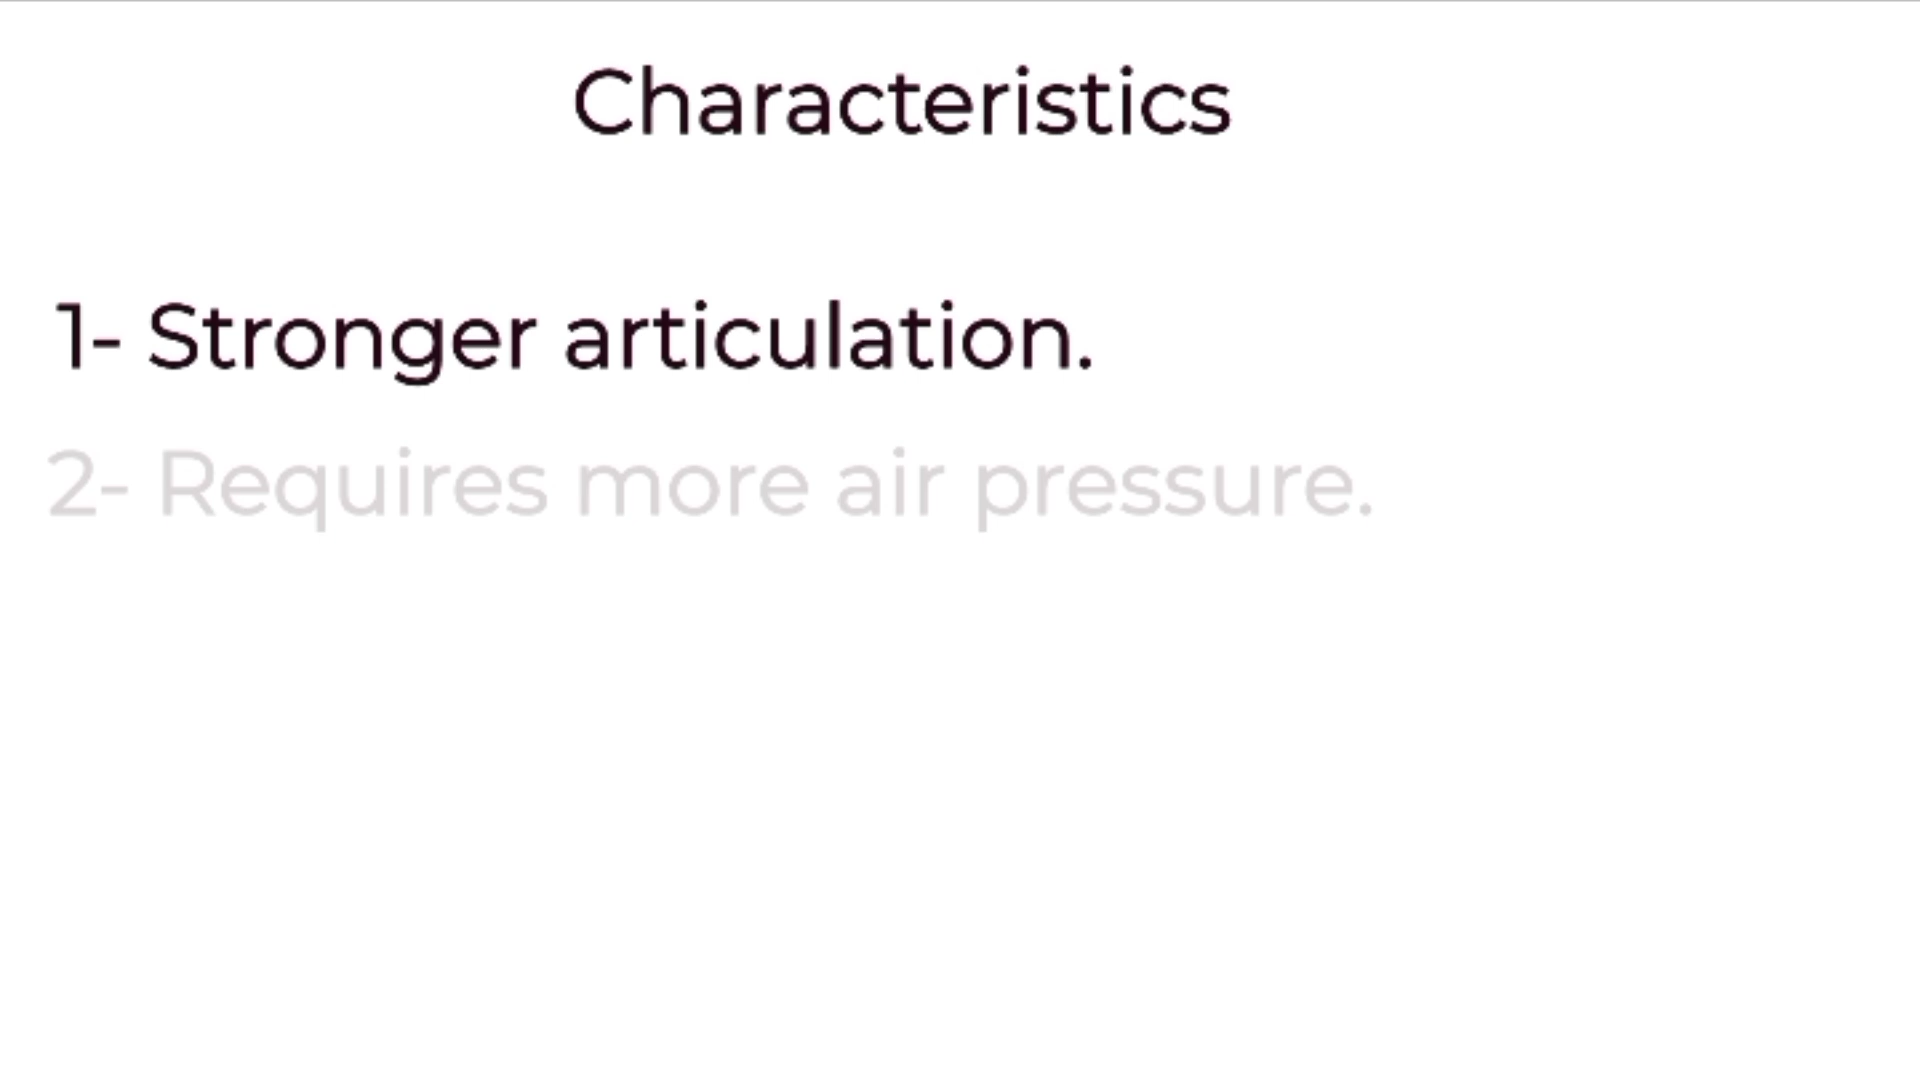 Characteristics
1- Stronger articulation.
2- Requires more air pressure.